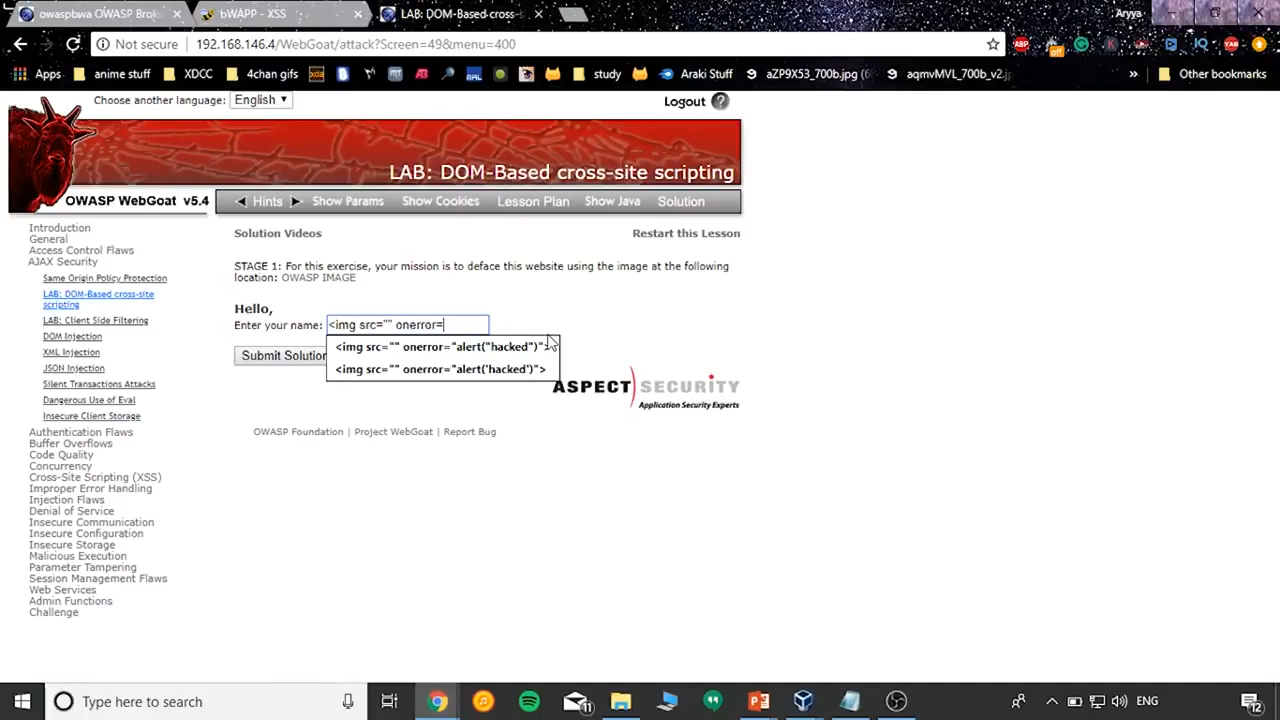 owaspbwa OWASP Brok
bWAPP - XSS
LAB: DOM-Based cross-s
Aryya
Not secure | 192.168.146.4/WebGoat/attack?Screen=49&menu=400
Apps anime stuff XDCC 4chan gifs study Araki Stuff aZP9X53_700b.jpg (6 aqmvMVL_700b_v2.j » Other bookmarks
Choose another language: English
Logout ?
LAB: DOM-Based cross-site scripting
OWASP WebGoat v5.4
Hints Show Params Show Cookies Lesson Plan Show Java Solution
Introduction
General
Access Control Flaws
AJAX Security
Same Origin Policy Protection
LAB: DOM-Based cross-site
scripting
LAB: Client Side Filtering
DOM Injection
XML Injection
JSON Injection
Silent Transactions Attacks
Dangerous Use of Eval
Insecure Client Storage
Authentication Flaws
Buffer Overflows
Code Quality
Concurrency
Cross-Site Scripting (XSS)
Improper Error Handling
Injection Flaws
Denial of Service
Insecure Communication
Insecure Configuration
Insecure Storage
Malicious Execution
Parameter Tampering
Session Management Flaws
Web Services
Admin Functions
Challenge
Solution Videos
Restart this Lesson
STAGE 1: For this exercise, your mission is to deface this website using the image at the following
location: OWASP IMAGE
Hello,
Enter your name: <img src="" onerror=
<img src="" onerror="alert("hacked")">
<img src="" onerror="alert('hacked')">
Submit Solution
ASPECT SECURITY
Application Security Experts
OWASP Foundation | Project WebGoat | Report Bug
Type here to search
11
ENG
12